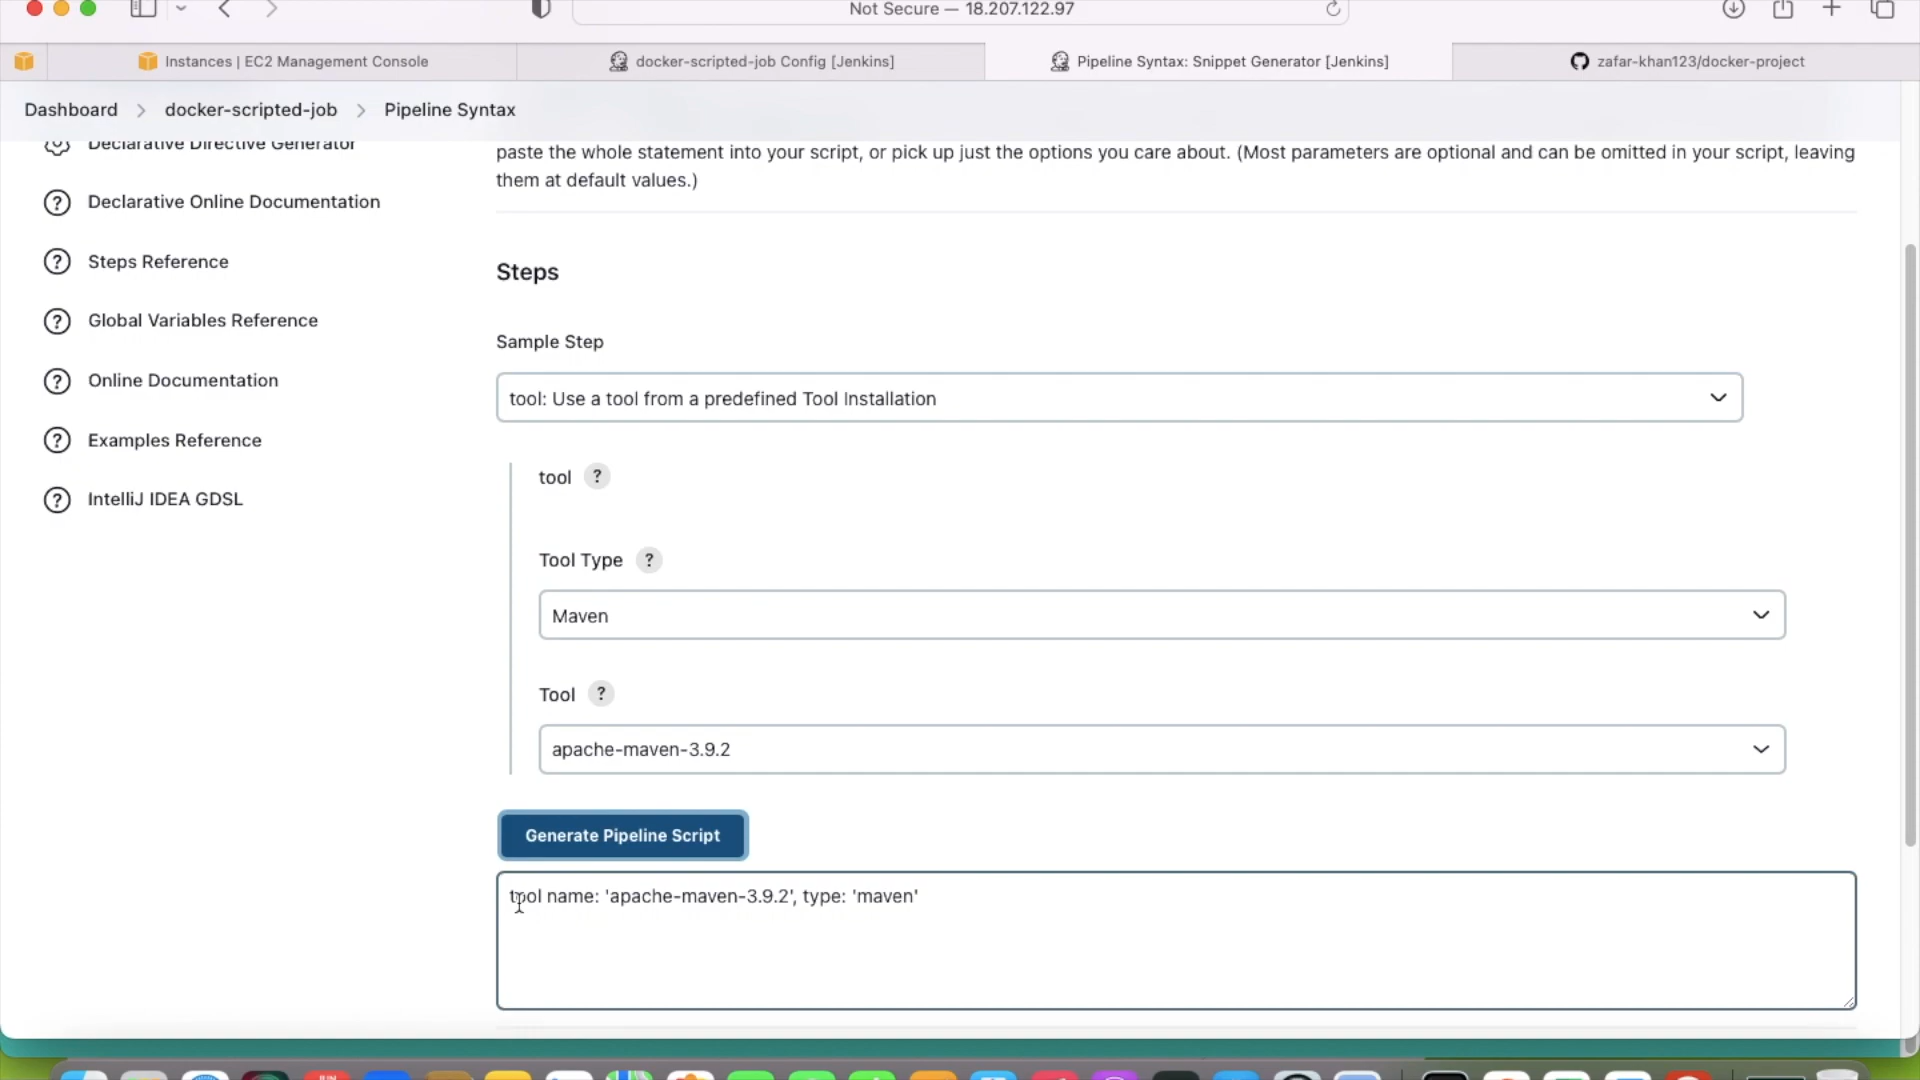 Not Secure — 18.207.122.97
Instances | EC2 Management Console
docker-scripted-job Config [Jenkins]
Pipeline Syntax: Snippet Generator [Jenkins]
zafar-khan123/docker-project
Dashboard
docker-scripted-job
Pipeline Syntax
Declarative Directive Generator
Declarative Online Documentation
Steps Reference
Global Variables Reference
Online Documentation
Examples Reference
IntelliJ IDEA GDSL
paste the whole statement into your script, or pick up just the options you care about. (Most parameters are optional and can be omitted in your script, leaving
them at default values.)
Steps
Sample Step
tool: Use a tool from a predefined Tool Installation
tool ?
Tool Type ?
Maven
Tool ?
apache-maven-3.9.2
Generate Pipeline Script
tool name: 'apache-maven-3.9.2', type: 'maven'